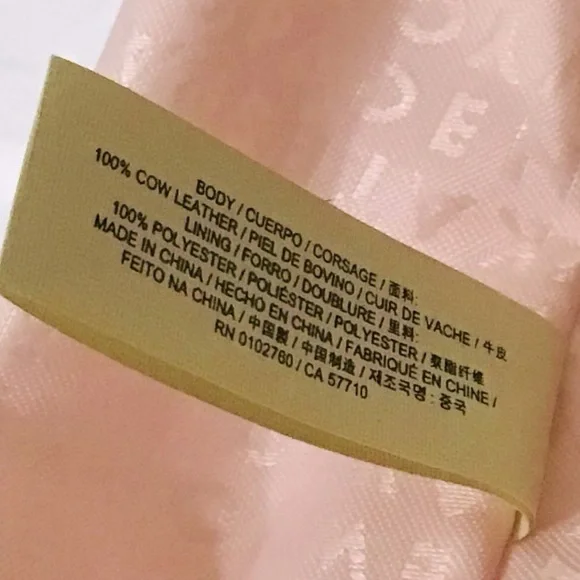 BODY / CUERPO / CORSAGE / 面料:
100% COW LEATHER / PIEL DE BOVINO / CUIR DE VACHE / 牛皮
LINING / FORRO / DOUBLURE / 里料:
100% POLYESTER / POLIÉSTER / POLYESTER / 聚酯纤维
MADE IN CHINA / HECHO EN CHINA / FABRIQUÉ EN CHINE /
FEITO NA CHINA / 中国製 / 中国制造 / 제조국명 : 중국
RN 0102760 / CA 57710